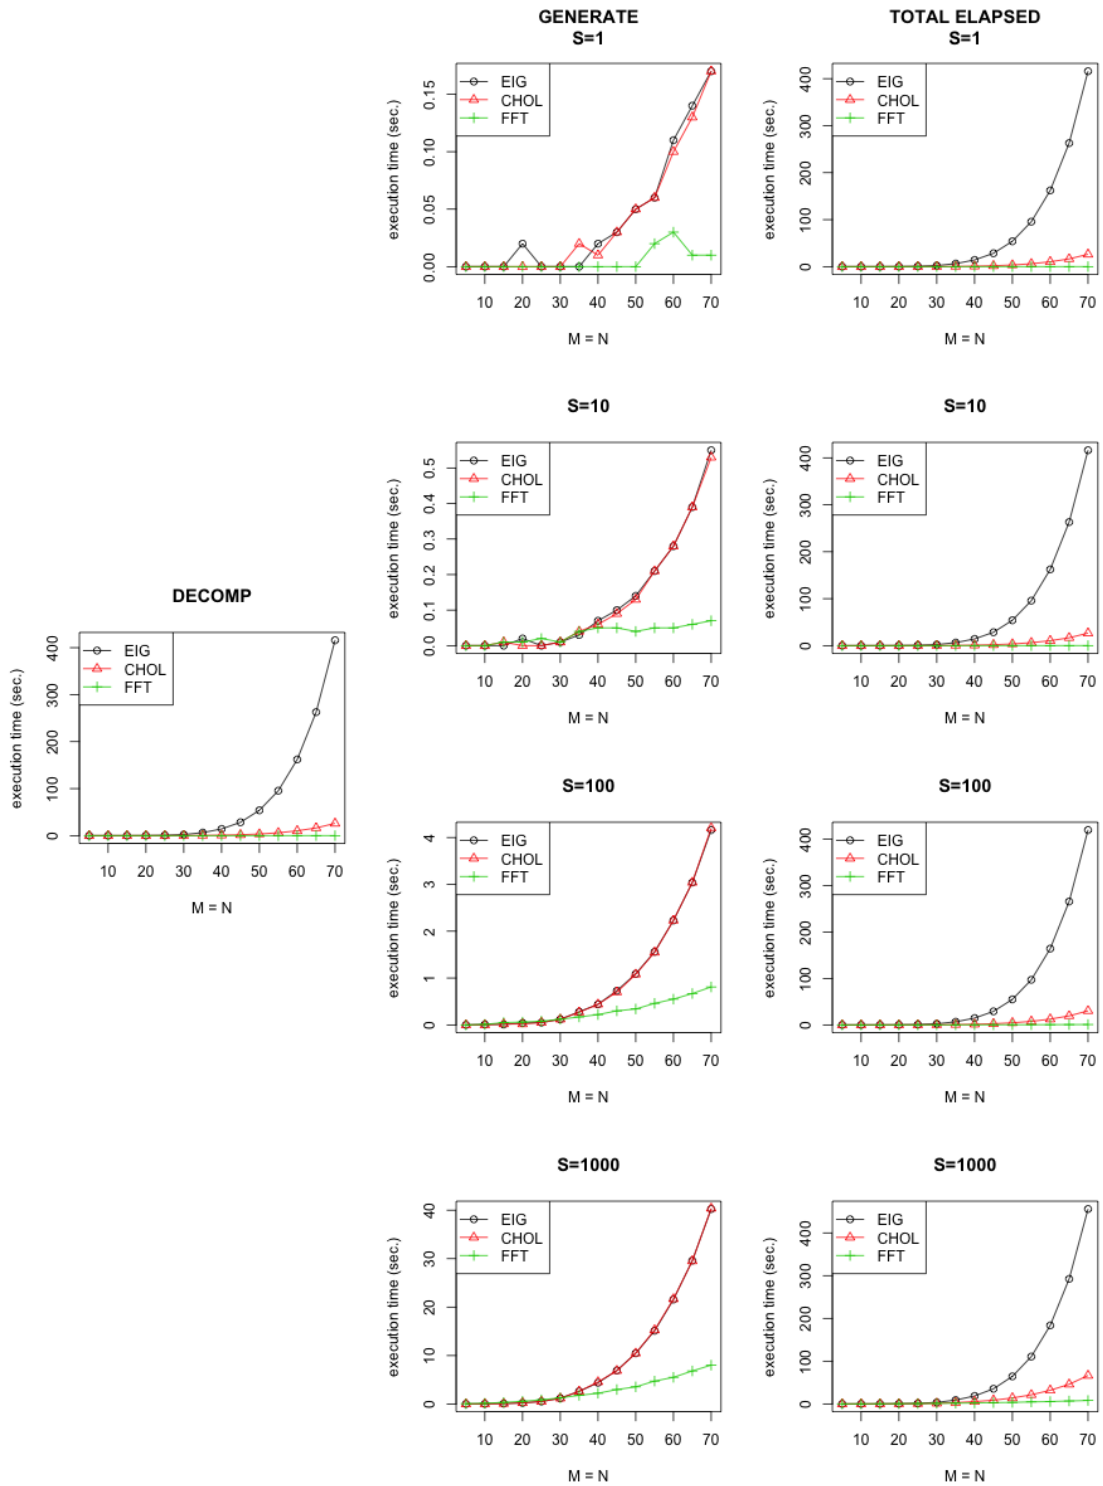 GENERATE
S=1
execution time (sec.)
0.15
0.10
0.05
0.00
EIG
CHOL
FFT
10 20 30 40 50 60 70
M = N
TOTAL ELAPSED
S=1
execution time (sec.)
400
300
200
100
0
EIG
CHOL
FFT
10 20 30 40 50 60 70
M = N
S=10
execution time (sec.)
0.5
0.4
0.3
0.2
0.1
0.0
EIG
CHOL
FFT
10 20 30 40 50 60 70
M = N
S=10
execution time (sec.)
400
300
200
100
0
EIG
CHOL
FFT
10 20 30 40 50 60 70
M = N
DECOMP
execution time (sec.)
400
300
200
100
0
EIG
CHOL
FFT
10 20 30 40 50 60 70
M = N
S=100
execution time (sec.)
4
3
2
1
0
EIG
CHOL
FFT
10 20 30 40 50 60 70
M = N
S=100
execution time (sec.)
400
300
200
100
0
EIG
CHOL
FFT
10 20 30 40 50 60 70
M = N
S=1000
execution time (sec.)
40
30
20
10
0
EIG
CHOL
FFT
10 20 30 40 50 60 70
M = N
S=1000
execution time (sec.)
400
300
200
100
0
EIG
CHOL
FFT
10 20 30 40 50 60 70
M = N